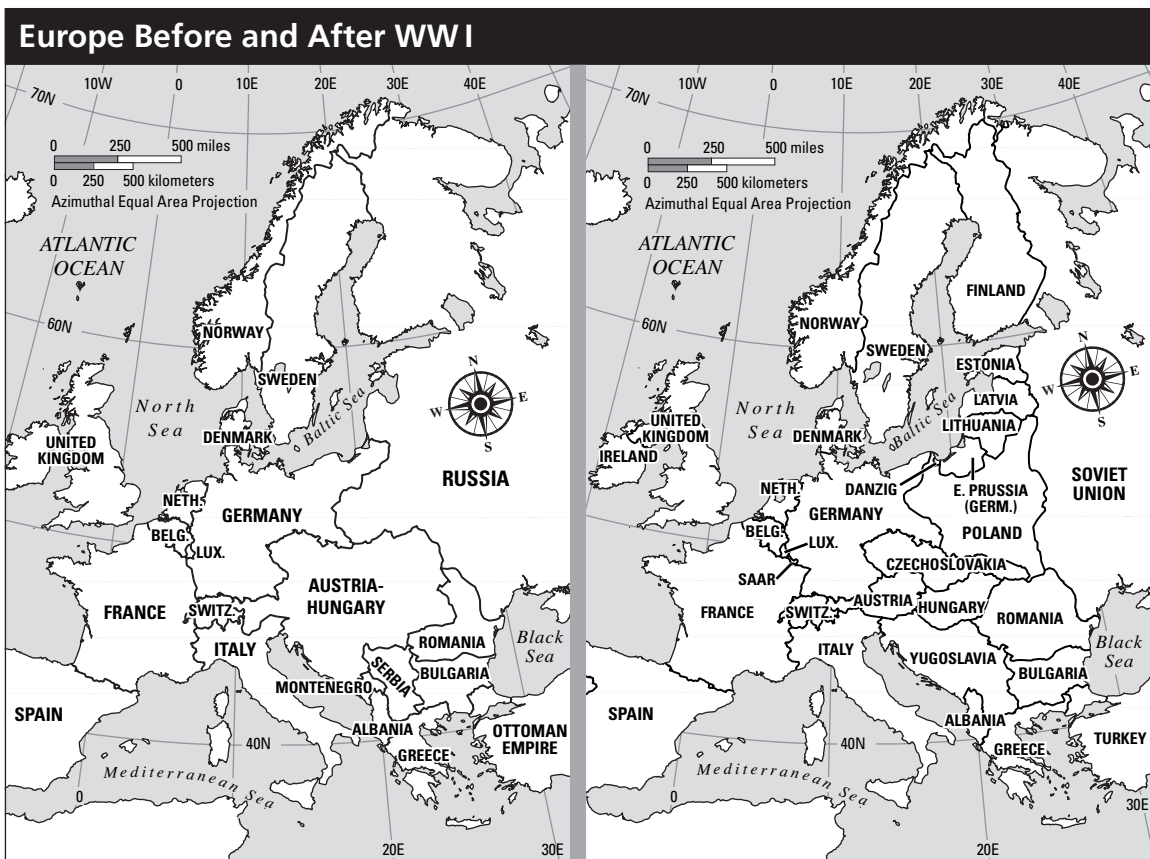 Europe Before and After WW I
10W
0
10E
20E
30E
40E
70N
0 250 500 miles
0 250 500 kilometers
Azimuthal Equal Area Projection
ATLANTIC
OCEAN
60N
NORWAY
SWEDEN
N
W
E
S
North
Sea
Baltic Sea
DENMARK
UNITED
KINGDOM
RUSSIA
NETH.
GERMANY
BELG.
LUX.
AUSTRIA-
HUNGARY
FRANCE
SWITZ.
ITALY
ROMANIA
Black
Sea
SERBIA
BULGARIA
MONTENEGRO
SPAIN
ALBANIA
OTTOMAN
EMPIRE
40N
GREECE
Mediterranean Sea
0
20E
30E
10W
0
10E
20E
30E
40E
70N
0 250 500 miles
0 250 500 kilometers
Azimuthal Equal Area Projection
ATLANTIC
OCEAN
FINLAND
60N
NORWAY
SWEDEN
ESTONIA
N
W
E
S
LATVIA
North
Sea
Baltic Sea
LITHUANIA
UNITED
KINGDOM
DENMARK
IRELAND
SOVIET
UNION
NETH.
DANZIG
E. PRUSSIA
(GERM.)
GERMANY
BELG.
POLAND
LUX.
CZECHOSLOVAKIA
SAAR
AUSTRIA
HUNGARY
FRANCE
SWITZ.
ROMANIA
ITALY
YUGOSLAVIA
Black
Sea
BULGARIA
SPAIN
ALBANIA
TURKEY
40N
GREECE
Mediterranean Sea
0
30E
20E